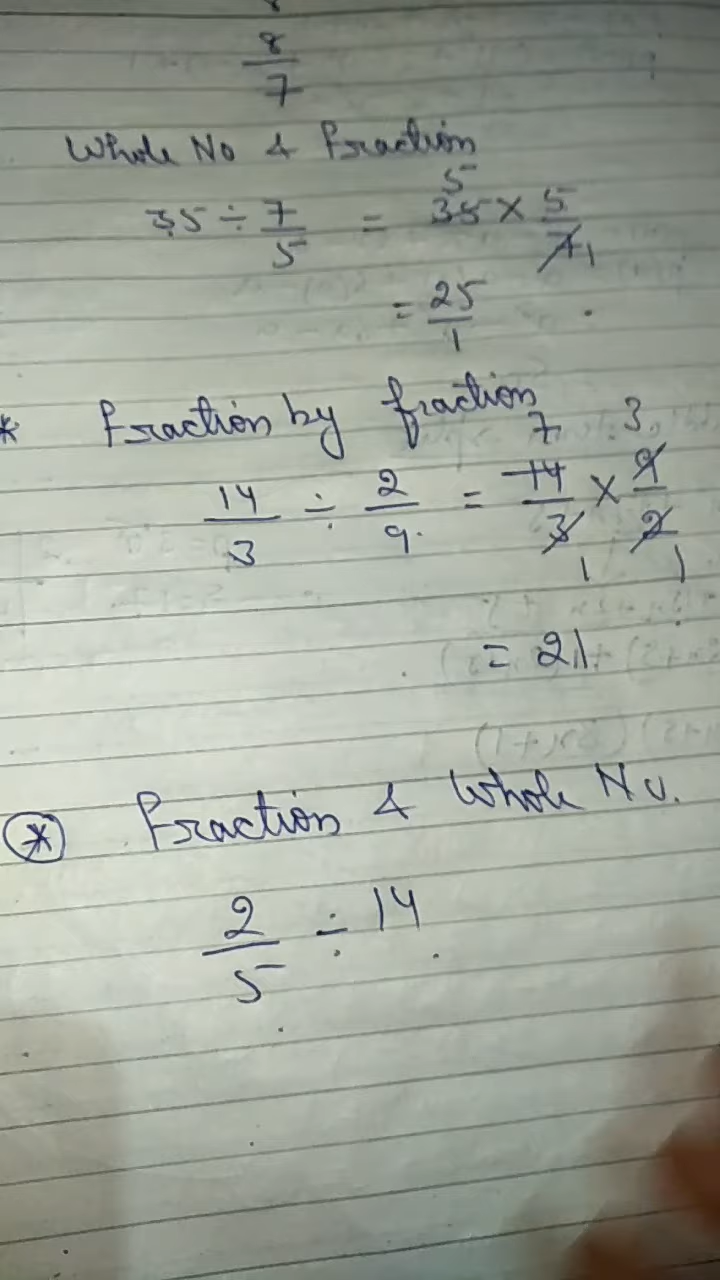 8
7
Whole No & Fraction
35 ÷ 7/5 = 35 5 × 5/7 1
= 25/1
* Fraction by fraction
14/3 ÷ 2/9 = 14 7/3 1 × 9 3/2 1
= 21
* Fraction & Whole No.
2/5 ÷ 14